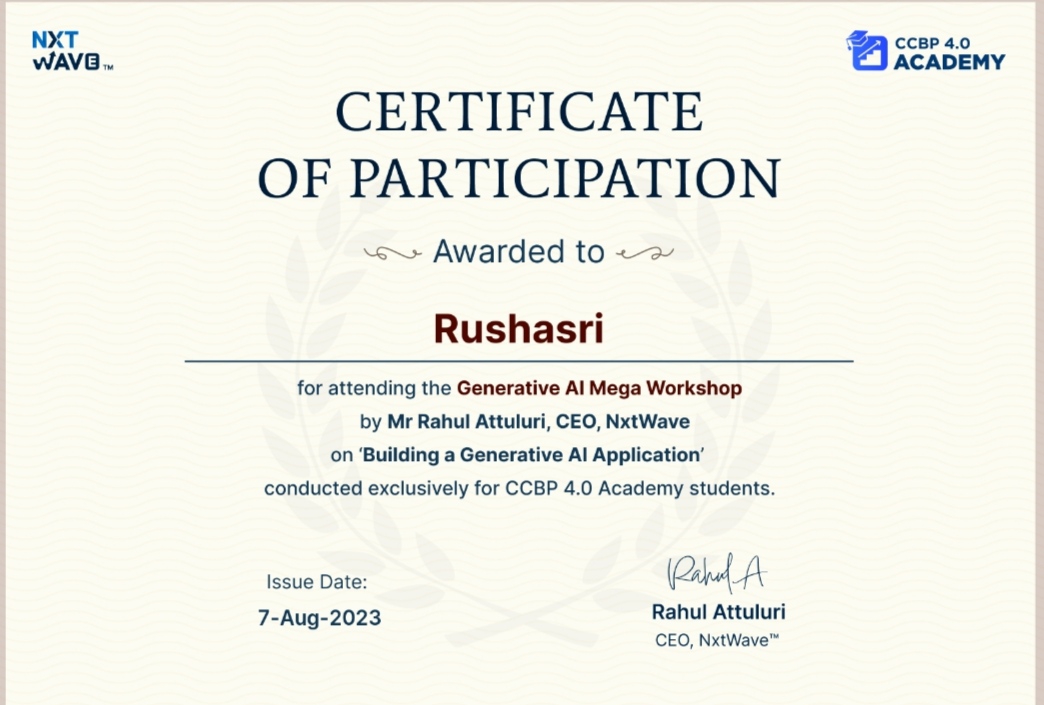 NXT
WAVE™
CCBP 4.0
ACADEMY
CERTIFICATE
OF PARTICIPATION
Awarded to
Rushasri
for attending the Generative AI Mega Workshop
by Mr Rahul Attuluri, CEO, NxtWave
on ‘Building a Generative AI Application’
conducted exclusively for CCBP 4.0 Academy students.
Issue Date:
7-Aug-2023
Rahul A
Rahul Attuluri
CEO, NxtWave™